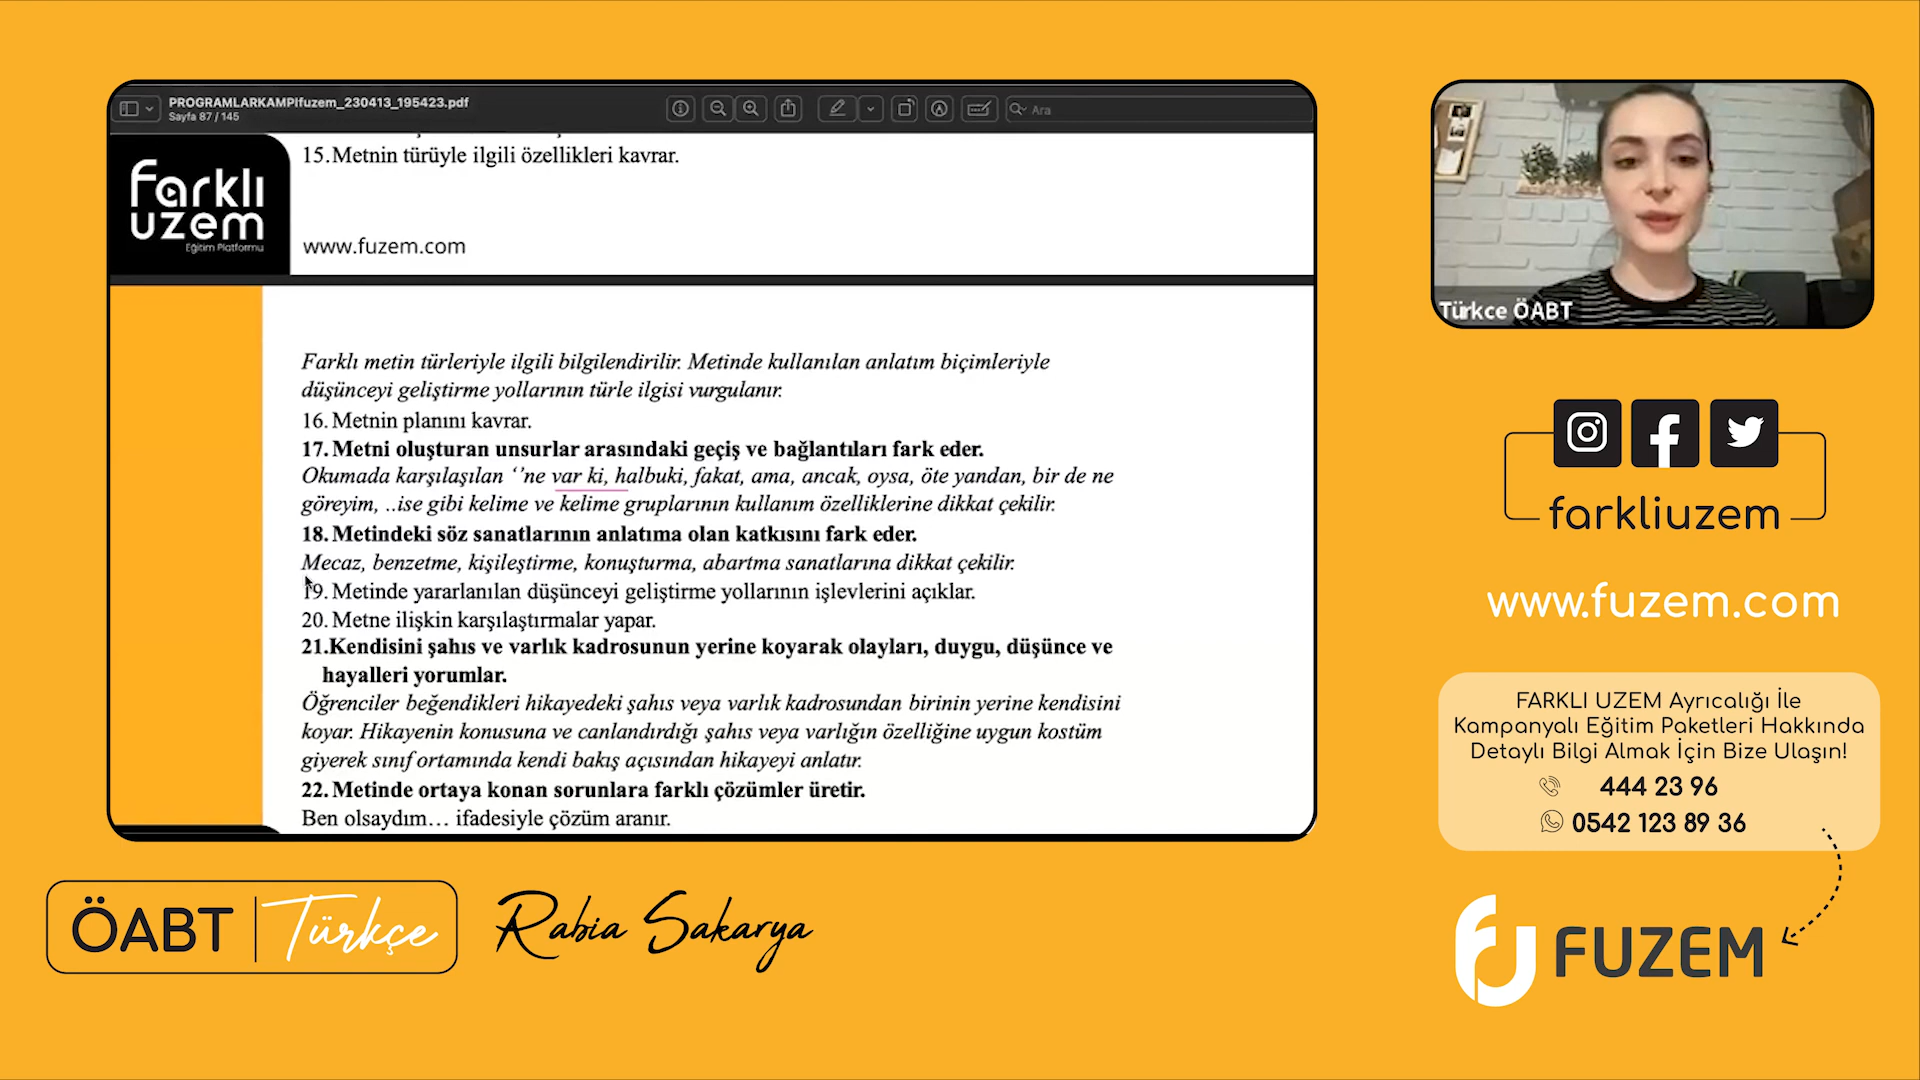 PROGRAMLARKAMPIfuzem_230413_195423.pdf
Sayfa 87 / 145
Ara
farklı
uzem
Eğitim Platformu
15.Metnin türüyle ilgili özellikleri kavrar.
www.fuzem.com
Farklı metin türleriyle ilgili bilgilendirilir. Metinde kullanılan anlatım biçimleriyle
düşünceyi geliştirme yollarının türle ilgisi vurgulanır.
16. Metnin planını kavrar.
17. Metni oluşturan unsurlar arasındaki geçiş ve bağlantıları fark eder.
Okumada karşılaşılan ‘’ne var ki, halbuki, fakat, ama, ancak, oysa, öte yandan, bir de ne
göreyim, ..ise gibi kelime ve kelime gruplarının kullanım özelliklerine dikkat çekilir.
18. Metindeki söz sanatlarının anlatıma olan katkısını fark eder.
Mecaz, benzetme, kişileştirme, konuşturma, abartma sanatlarına dikkat çekilir.
19. Metinde yararlanılan düşünceyi geliştirme yollarının işlevlerini açıklar.
20. Metne ilişkin karşılaştırmalar yapar.
21.Kendisini şahıs ve varlık kadrosunun yerine koyarak olayları, duygu, düşünce ve
hayalleri yorumlar.
Öğrenciler beğendikleri hikayedeki şahıs veya varlık kadrosundan birinin yerine kendisini
koyar. Hikayenin konusuna ve canlandırdığı şahıs veya varlığın özelliğine uygun kostüm
giyerek sınıf ortamında kendi bakış açısından hikayeyi anlatır.
22. Metinde ortaya konan sorunlara farklı çözümler üretir.
Ben olsaydım… ifadesiyle çözüm aranır.
Türkce ÖABT
farkliuzem
www.fuzem.com
FARKLI UZEM Ayrıcalığı İle
Kampanyalı Eğitim Paketleri Hakkında
Detaylı Bilgi Almak İçin Bize Ulaşın!
444 23 96
0542 123 89 36
FUZEM
ÖABT Türkçe
Rabia Sakarya